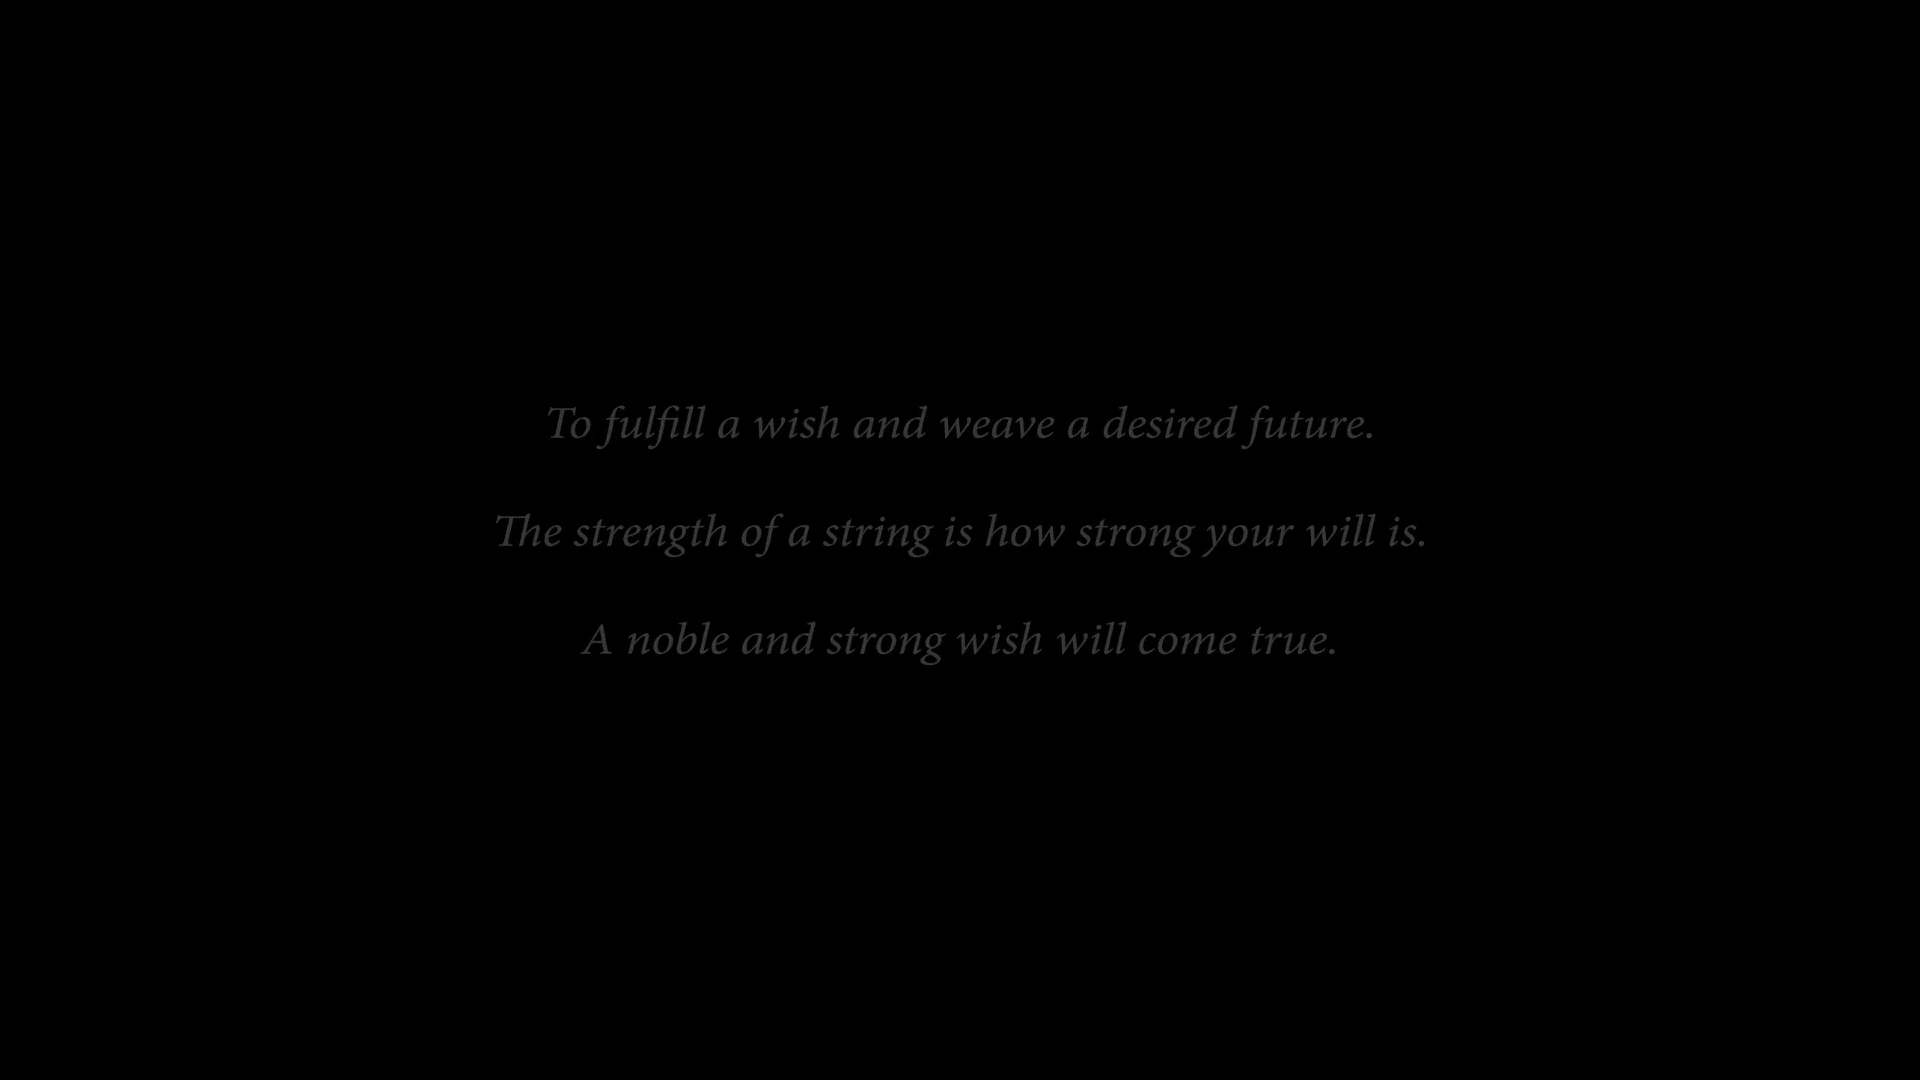 To fulfill a wish and weave a desired future.
The strength of a string is how strong your will is.
A noble and strong wish will come true.